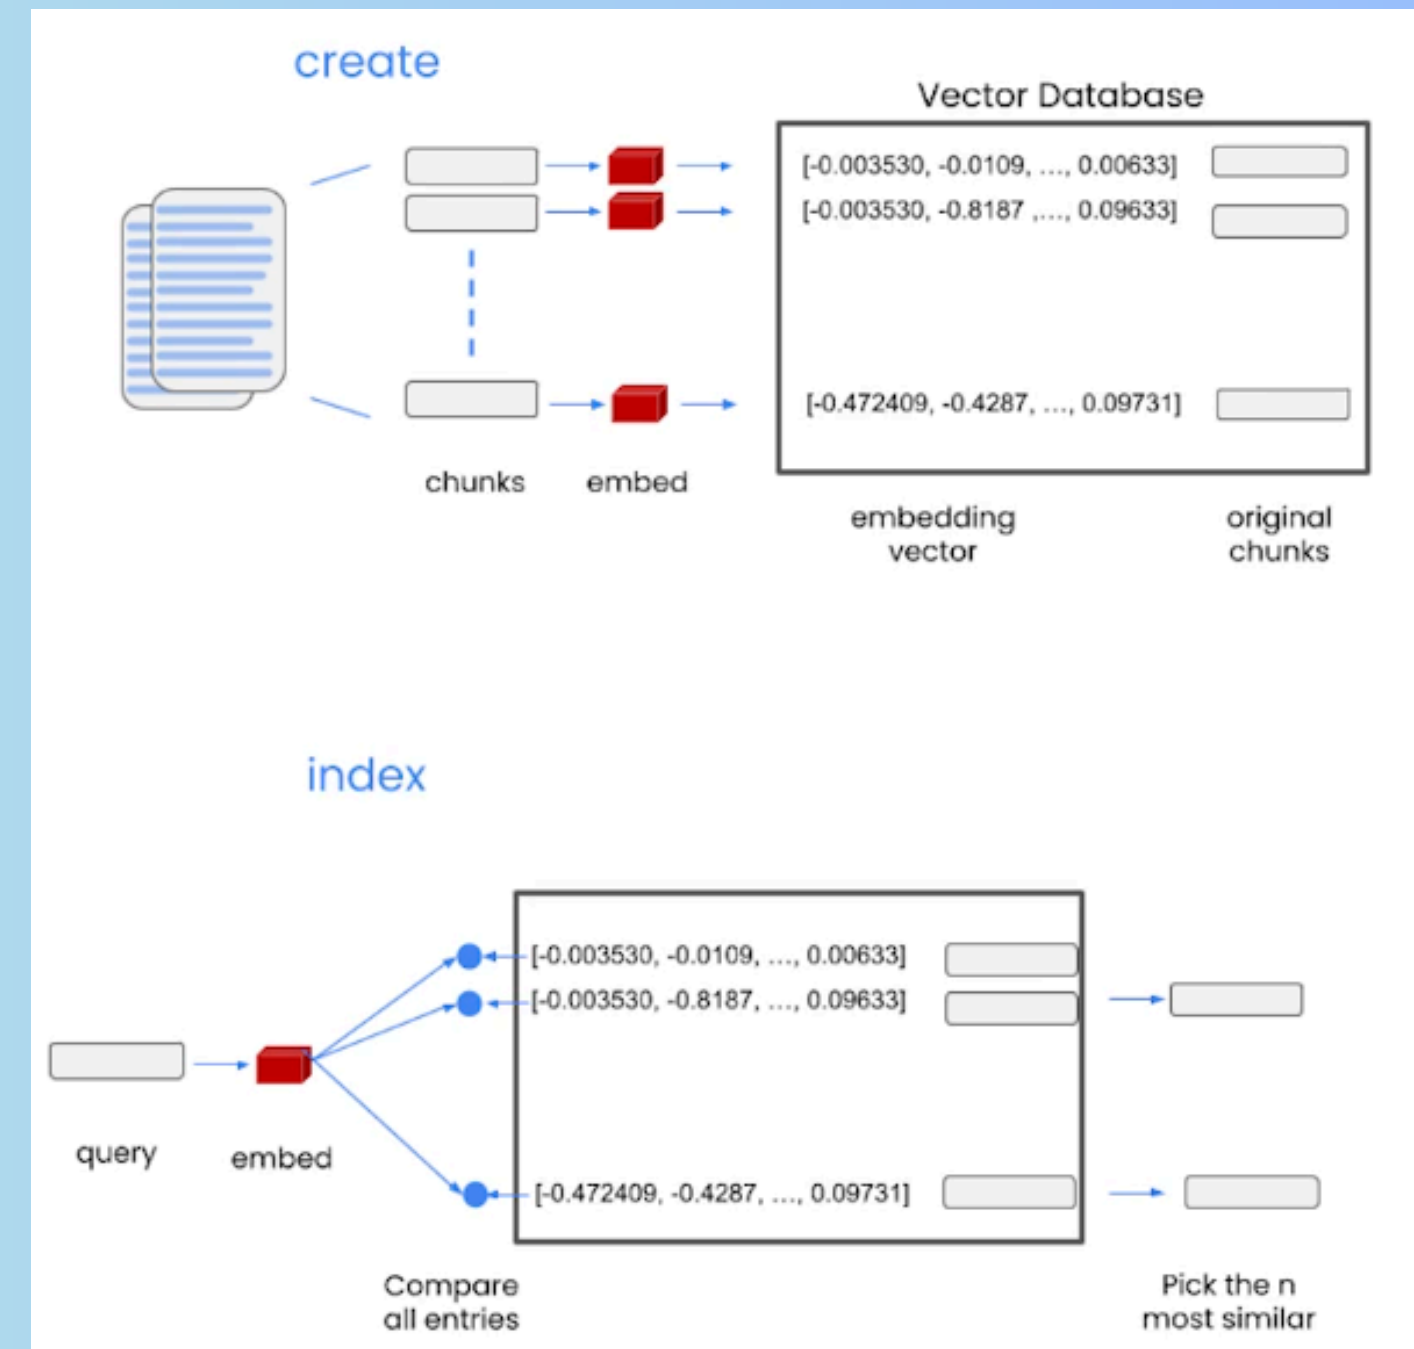 create
Vector Database
[-0.003530, -0.0109, ..., 0.00633]
[-0.003530, -0.8187 ,..., 0.09633]
[-0.472409, -0.4287, ..., 0.09731]
chunks
embed
embedding
vector
original
chunks
index
[-0.003530, -0.0109, ..., 0.00633]
[-0.003530, -0.8187, ..., 0.09633]
[-0.472409, -0.4287, ..., 0.09731]
query
embed
Compare
all entries
Pick the n
most similar